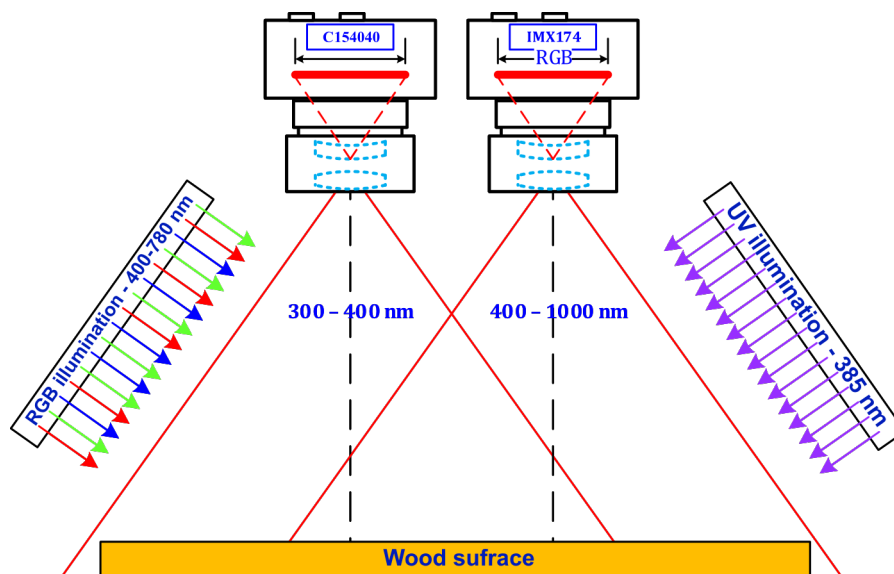 C154040
IMX174
RGB
RGB illumination - 400-780 nm
UV illumination - 385 nm
300 – 400 nm
400 – 1000 nm
Wood sufrace